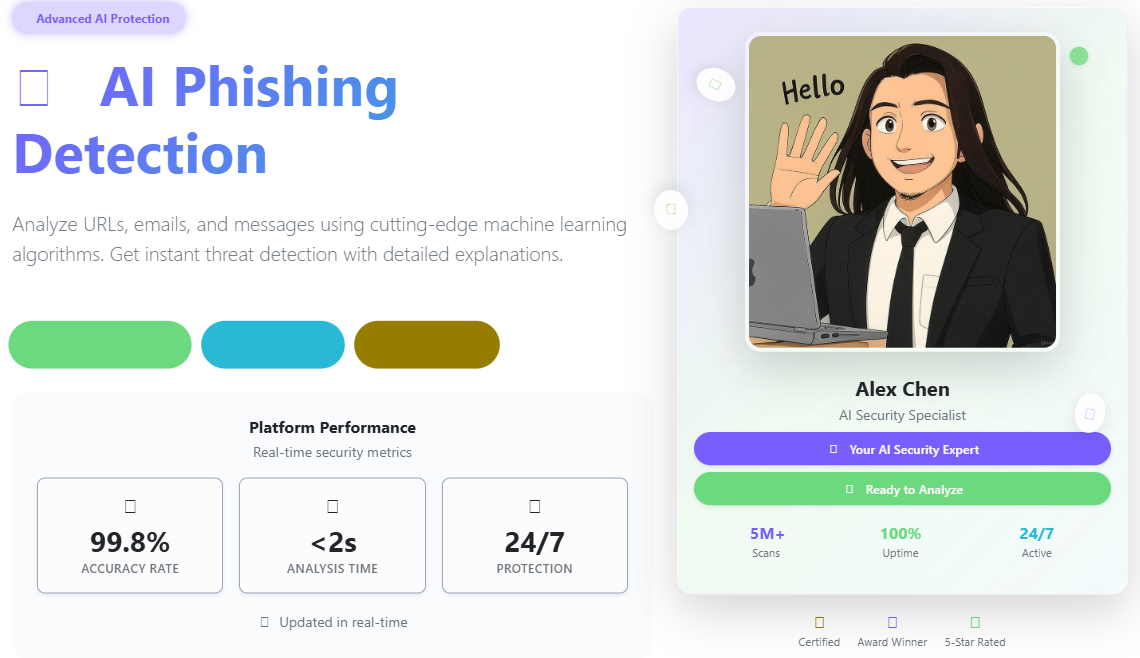 Advanced AI Protection
AI Phishing
Detection
Analyze URLs, emails, and messages using cutting-edge machine learning
algorithms. Get instant threat detection with detailed explanations.
Platform Performance
Real-time security metrics
99.8%
ACCURACY RATE
<2s
ANALYSIS TIME
24/7
PROTECTION
Updated in real-time
Hello
Alex Chen
AI Security Specialist
Your AI Security Expert
Ready to Analyze
5M+
Scans
100%
Uptime
24/7
Active
Certified
Award Winner
5-Star Rated